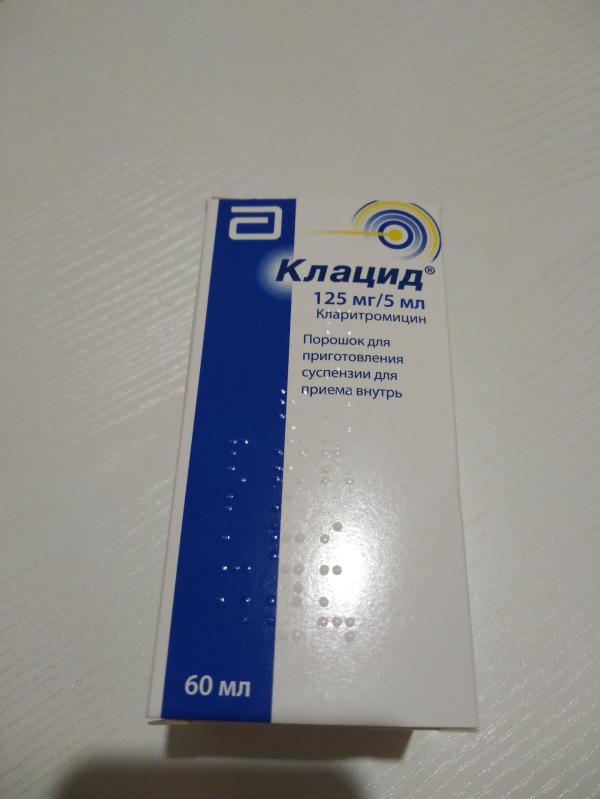 Клацид®
125 мг/5 мл
Кларитромицин
Порошок для
приготовления
суспензии для
приема внутрь
60 мл